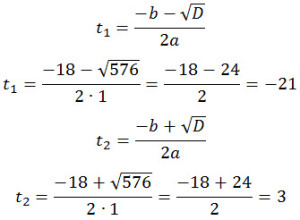 t₁ = (−b − √D) / 2a
t₁ = (−18 − √576) / (2 · 1) = (−18 − 24) / 2 = −21
t₂ = (−b + √D) / 2a
t₂ = (−18 + √576) / (2 · 1) = (−18 + 24) / 2 = 3